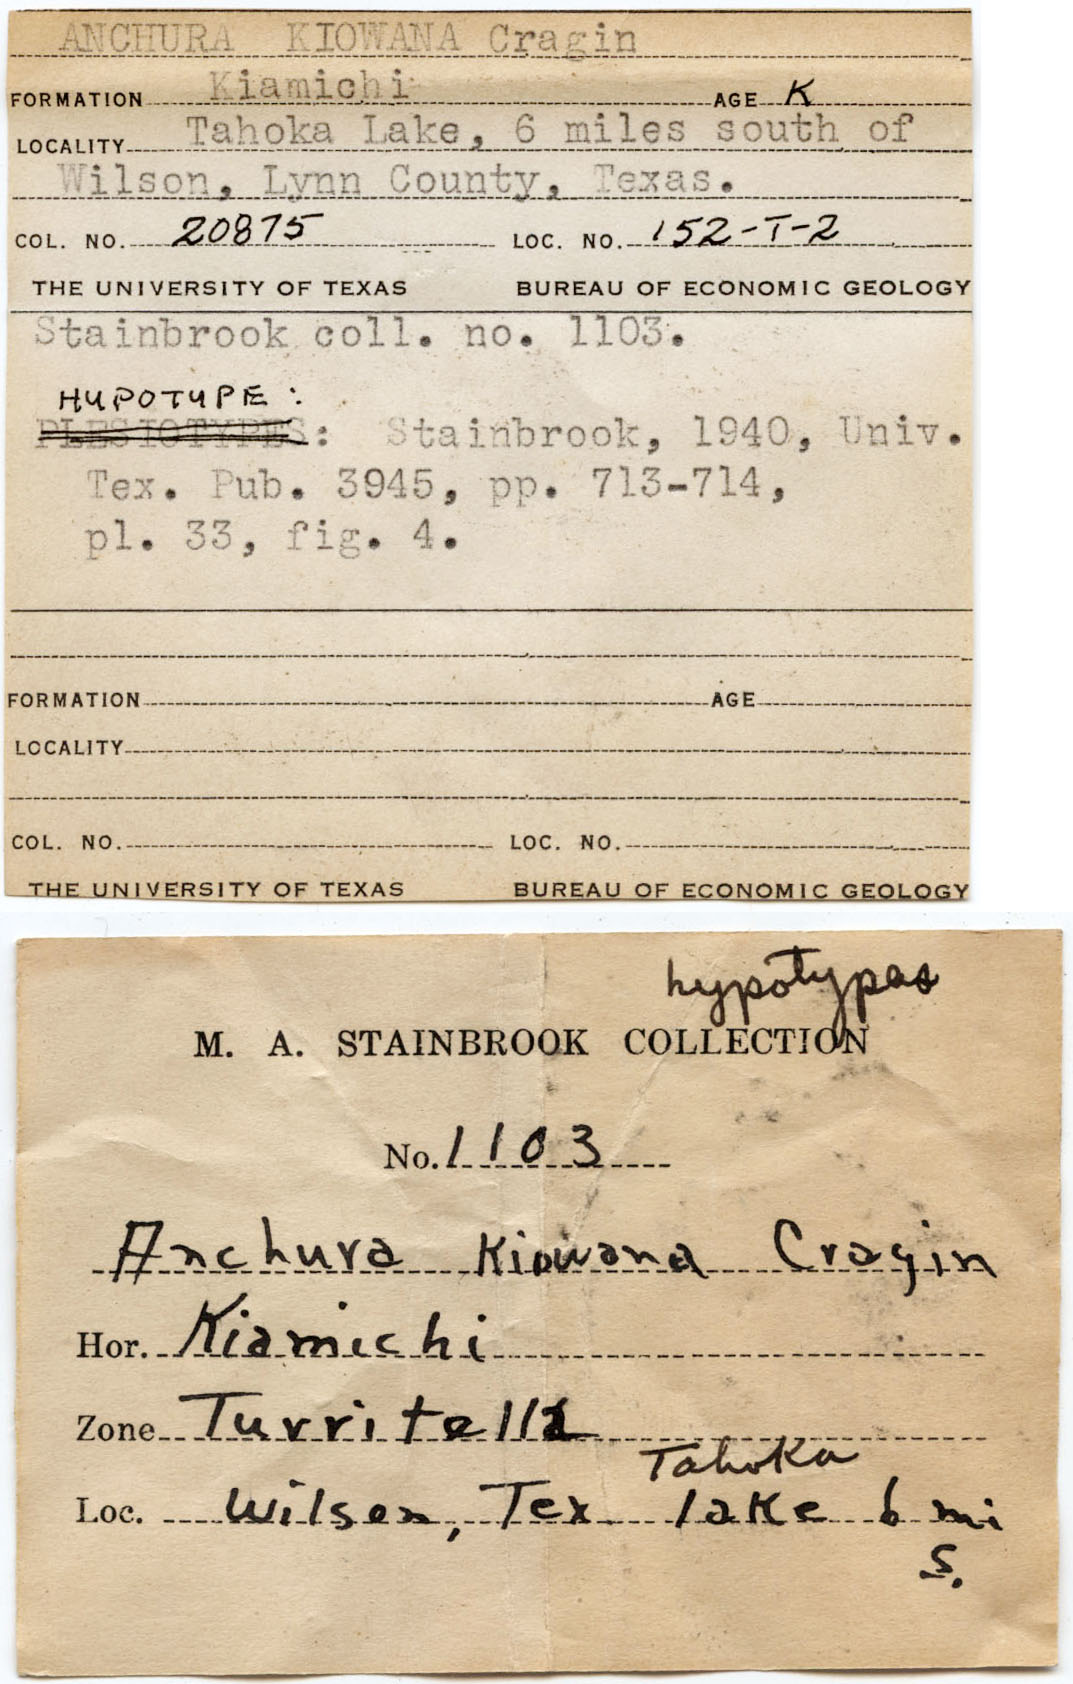 ANCHURA KIOWANA Cragin
FORMATION Kiamichi AGE K
LOCALITY Tahoka Lake, 6 miles south of
Wilson, Lynn County, Texas.
COL. NO. 20875 LOC. NO. 152-T-2
THE UNIVERSITY OF TEXAS BUREAU OF ECONOMIC GEOLOGY
Stainbrook coll. no. 1103.
HYPOTYPE:
PLESIOTYPES: Stainbrook, 1940, Univ.
Tex. Pub. 3945, pp. 713-714,
pl. 33, fig. 4.
FORMATION AGE
LOCALITY
COL. NO. LOC. NO.
THE UNIVERSITY OF TEXAS BUREAU OF ECONOMIC GEOLOGY
hypotypes
M. A. STAINBROOK COLLECTION
No. 1103
Anchura Kiowana Cragin
Hor. Kiamichi
Zone Turritella
Tahoka
Loc. Wilson, Tex lake 6 mi
S.